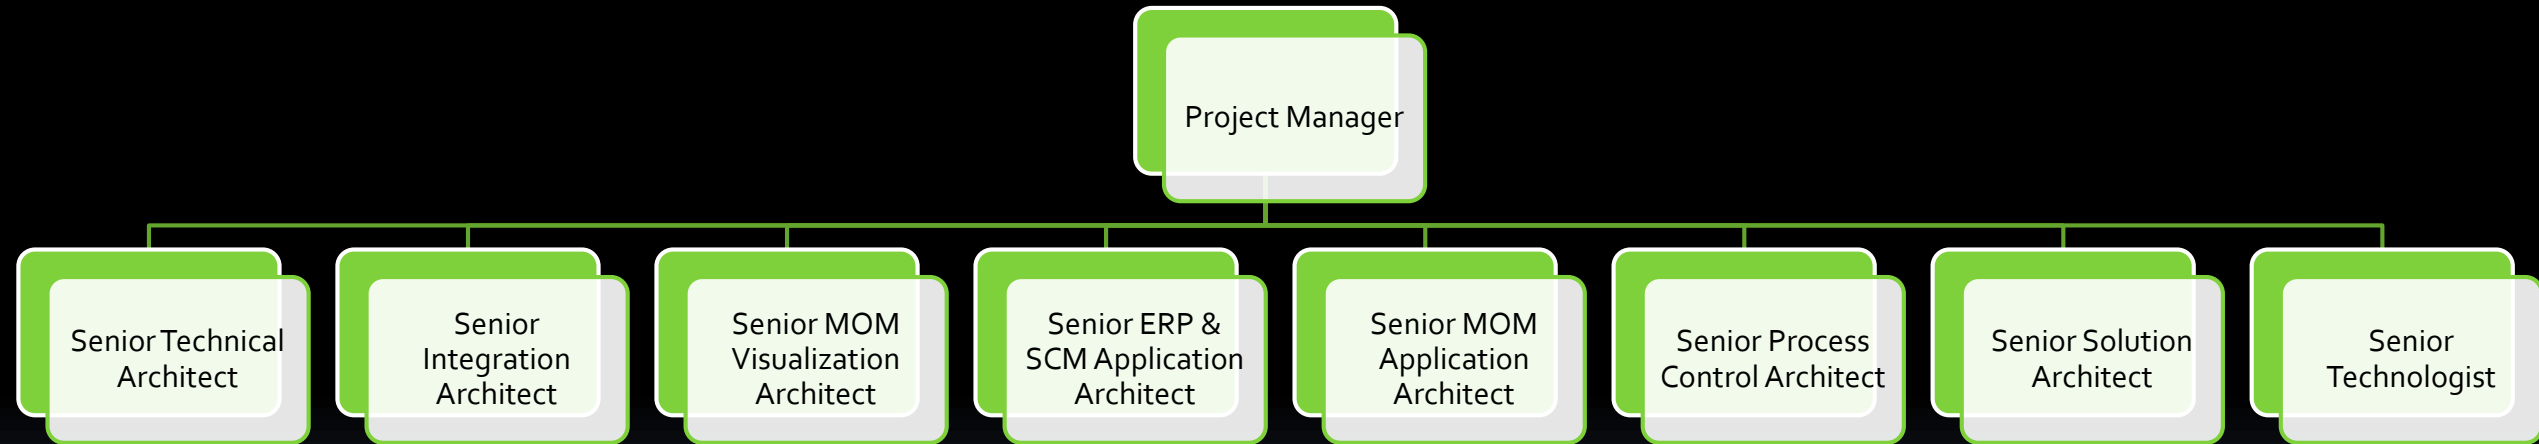 Project Manager
Senior Technical
Architect
Senior
Integration
Architect
Senior MOM
Visualization
Architect
Senior ERP &
SCM Application
Architect
Senior MOM
Application
Architect
Senior Process
Control Architect
Senior Solution
Architect
Senior
Technologist